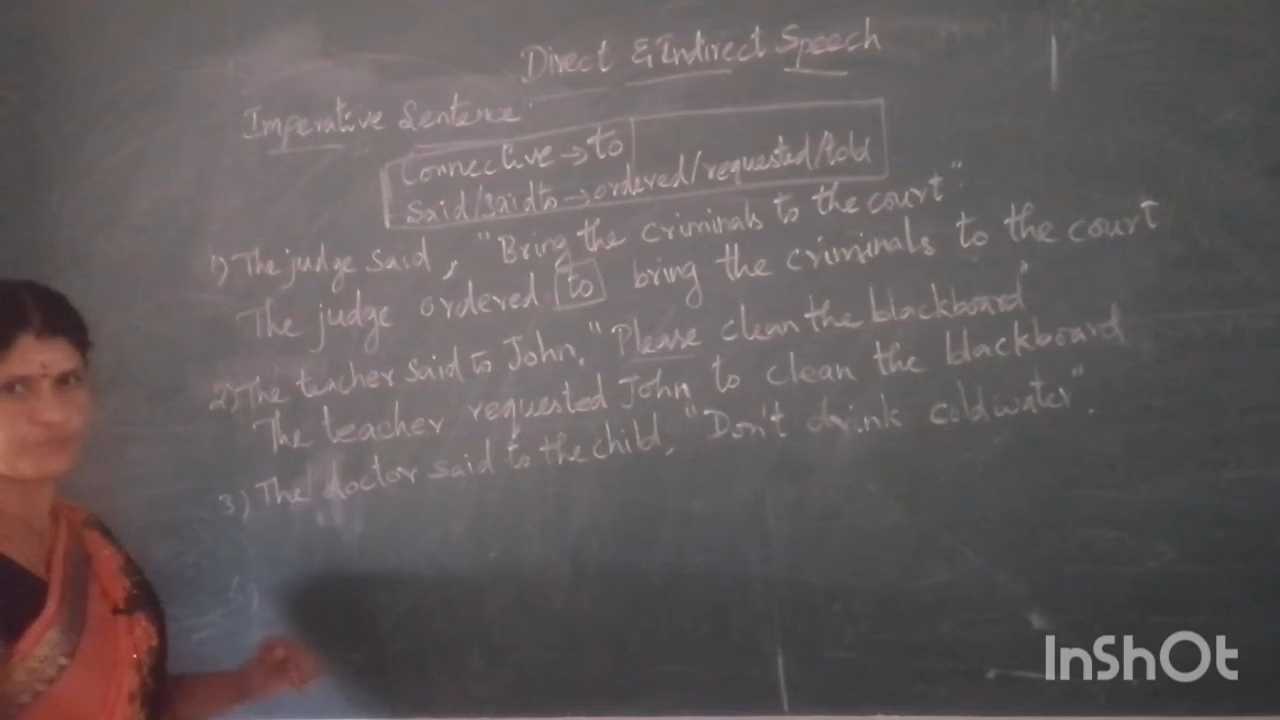 Direct & Indirect Speech
Imperative Sentence:
Connective → to
Said/said to → ordered/requested/told
1) The judge said, "Bring the criminals to the court".
The judge ordered to bring the criminals to the court
2) The teacher said to John, "Please clean the blackboard"
The teacher requested John to clean the blackboard
3) The doctor said to the child, "Don't drink cold water".
4)
InShOt